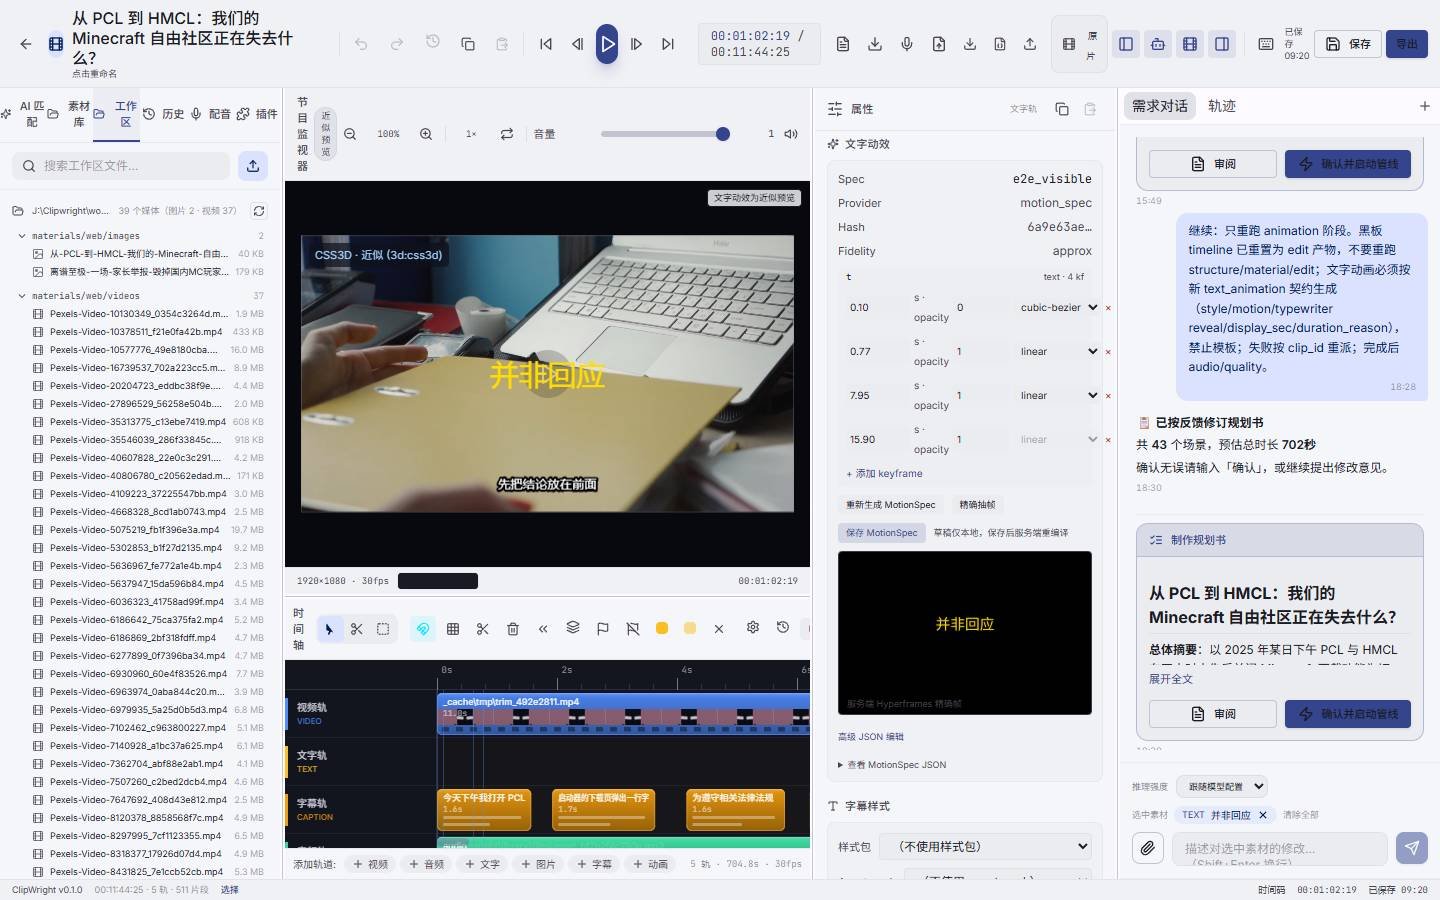 从 PCL 到 HMCL：我们的
Minecraft 自由社区正在失去什
么？
点击重命名
00:01:02:19 /
00:11:44:25
原
片
已保
存
09:20
保存
导出
AI 匹
配
素材
库
工作
区
历史
配音
插件
搜索工作区文件...
J:\Clipwright\wo...
39 个媒体（图片 2 · 视频 37）
materials/web/images
2
从-PCL-到-HMCL-我们的-Minecraft-自由...
40 KB
离谱至极-一场-家长举报-毁掉国内MC玩家...
179 KB
materials/web/videos
37
Pexels-Video-10130349_0354c3264d.m...
1.9 MB
Pexels-Video-10378511_f21e0fa42b.mp4
433 KB
Pexels-Video-10577776_49e8180cba....
16.0 MB
Pexels-Video-16739537_702a223cc5.m...
8.9 MB
Pexels-Video-20204723_eddbc38f9e....
4.4 MB
Pexels-Video-27896529_56258e504b....
2.0 MB
Pexels-Video-35313775_c13ebe7419.mp4
608 KB
Pexels-Video-35546039_286f33845c....
918 KB
Pexels-Video-40607828_22e0c3c291....
4.2 MB
Pexels-Video-40806780_c20562edad.m...
171 KB
Pexels-Video-4109223_37225547bb.mp4
3.0 MB
Pexels-Video-4668328_8cd1ab0743.mp4
2.5 MB
Pexels-Video-5075219_fb1f396e3a.mp4
19.7 MB
Pexels-Video-5302853_b1f27d2135.mp4
9.2 MB
Pexels-Video-5636967_fe772a1e4b.mp4
2.3 MB
Pexels-Video-5637947_15da596b84.mp4
4.5 MB
Pexels-Video-6036323_41758ad99f.mp4
3.4 MB
Pexels-Video-6186642_75ca375fa2.mp4
5.2 MB
Pexels-Video-6186869_2bf318fdff.mp4
4.7 MB
Pexels-Video-6277899_0f7396ba34.mp4
4.7 MB
Pexels-Video-6930960_60e4f83526.mp4
7.7 MB
Pexels-Video-6963974_0aba844c20.m...
3.9 MB
Pexels-Video-6979935_5a25d0b5d3.mp4
6.8 MB
Pexels-Video-7102462_c963800227.mp4
5.1 MB
Pexels-Video-7140928_a1bc37a625.mp4
6.1 MB
Pexels-Video-7362704_abf88e2ab1.mp4
4.1 MB
Pexels-Video-7507260_c2bed2dcb4.mp4
4.6 MB
Pexels-Video-7647692_408d43e812.mp4
2.5 MB
Pexels-Video-8120378_8858568f7c.mp4
4.9 MB
Pexels-Video-8297995_7cf1123355.mp4
6.5 MB
Pexels-Video-8318377_17926d07d4.mp4
4.9 MB
Pexels-Video-8431825_7e1ccb52cb.mp4
5.3 MB
节
目
监
视
器
近
似
预
览
100%
1×
音量
1
文字动效为近似预览
CSS3D · 近似 (3d:css3d)
并非回应
先把结论放在前面
1920×1080 · 30fps
00:01:02:19
时
间
轴
0s
2s
4s
6s
视频轨
VIDEO
_cache\tmp\trim_492e2811.mp4
文字轨
TEXT
字幕轨
CAPTION
今天下午我打开 PCL
1.6s
启动器的下载页弹出一行字
1.7s
为遵守相关法律法规
1.6s
添加轨道:
+ 视频
+ 音频
+ 文字
+ 图片
+ 字幕
+ 动画
5 轨 · 704.8s · 30fps
属性
文字轨
文字动效
Spec
e2e_visible
Provider
motion_spec
Hash
6a9e63ae…
Fidelity
approx
t
text · 4 kf
0.10
s ·
opacity
0
cubic-bezier
×
0.77
s ·
opacity
1
linear
×
7.95
s ·
opacity
1
linear
×
15.90
s ·
opacity
1
linear
×
+ 添加 keyframe
重新生成 MotionSpec
精确抽帧
保存 MotionSpec
草稿仅本地，保存后服务端重编译
并非回应
服务端 Hyperframes 精确帧
高级 JSON 编辑
查看 MotionSpec JSON
字幕样式
样式包
（不使用样式包）
需求对话
轨迹
审阅
确认并启动管线
15:49
继续：只重跑 animation 阶段。黑板
timeline 已重置为 edit 产物，不要重跑
structure/material/edit；文字动画必须按
新 text_animation 契约生成
（style/motion/typewriter
reveal/display_sec/duration_reason），
禁止模板；失败按 clip_id 重派；完成后
audio/quality。
18:28
已按反馈修订规划书
共 43 个场景，预估总时长 702秒
确认无误请输入「确认」，或继续提出修改意见。
18:30
制作规划书
从 PCL 到 HMCL：我们的
Minecraft 自由社区正在失去什么？
总体摘要：以 2025 年某日下午 PCL 与 HMCL
展开全文
审阅
确认并启动管线
推理强度
跟随模型配置
选中素材
TEXT 并非回应 ×
清除全部
描述对选中素材的修改...
（Shift+Enter 换行）
ClipWright v0.1.0
00:11:44:25 · 5 轨 · 511 片段
选择
时间码 00:01:02:19
已保存 09:20